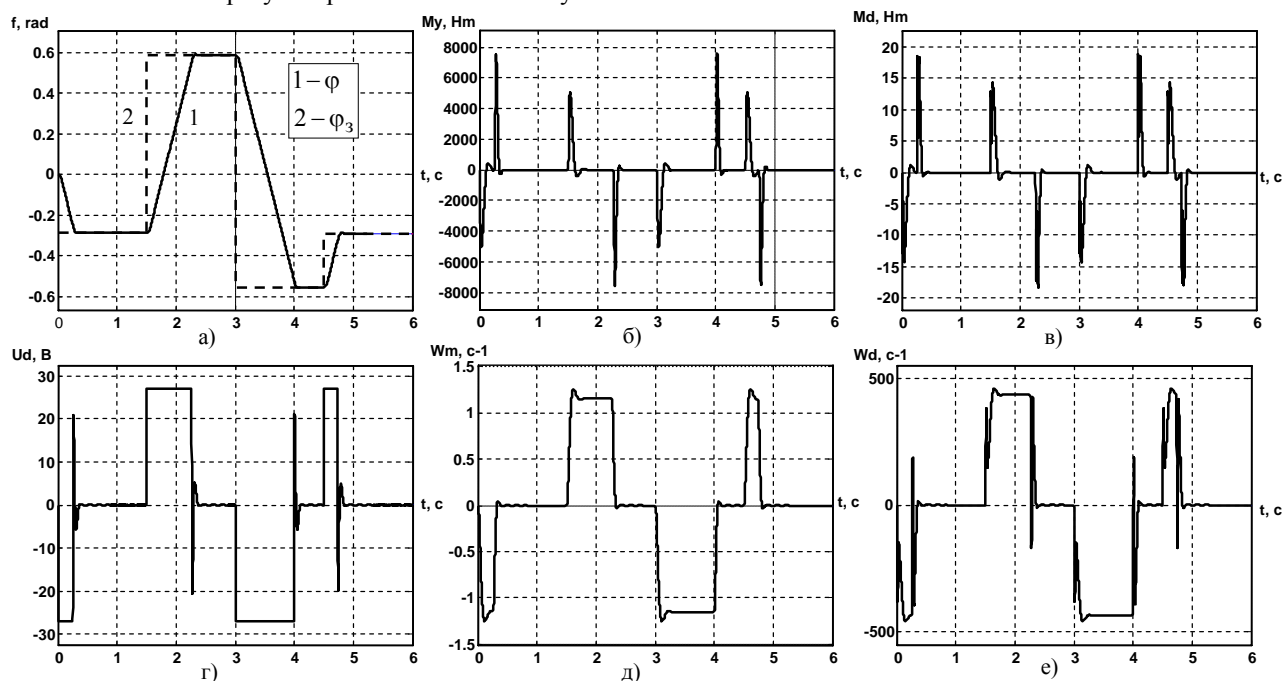 f, rad
0.6
0.4
0.2
0
-0.2
-0.4
-0.6
2
1
1 – φ
2 – φз
t, c
0 1 2 3 4 5 6
а)
My, Hm
8000
6000
4000
2000
0
-2000
-4000
-6000
-8000
t, c
0 1 2 3 4 5 6
б)
Md, Hm
20
15
10
5
0
-5
-10
-15
-20
t, c
0 1 2 3 4 5 6
в)
Ud, B
30
20
10
0
-10
-20
-30
t, c
0 1 2 3 4 5 6
г)
Wm, c-1
1.5
1
0.5
0
-0.5
-1
-1.5
t, c
0 1 2 3 4 5 6
д)
Wd, c-1
500
0
-500
t, c
0 1 2 3 4 5 6
е)